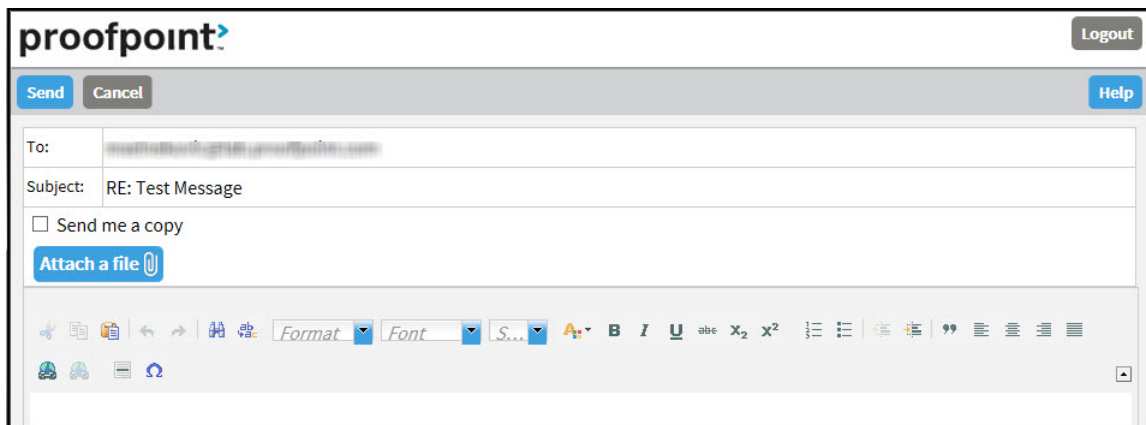 proofpoint™
Logout
Send Cancel Help
To:
Subject: RE: Test Message
Send me a copy
Attach a file
Format Font S... A B I U abc X₂ X²
Ω